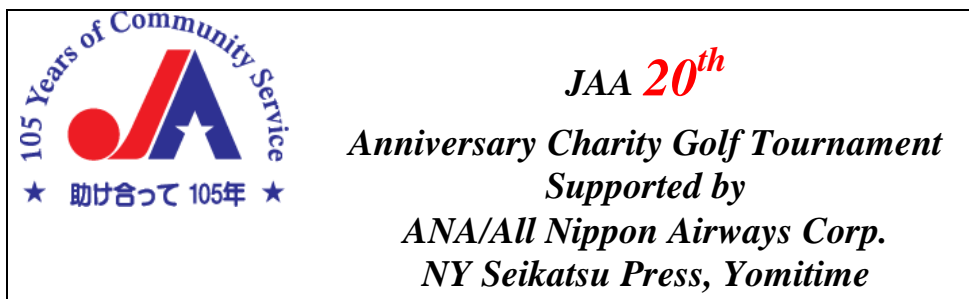 105 Years of Community Service
★ 助け合って 105年 ★
JAA 20th
Anniversary Charity Golf Tournament
Supported by
ANA/All Nippon Airways Corp.
NY Seikatsu Press, Yomitime